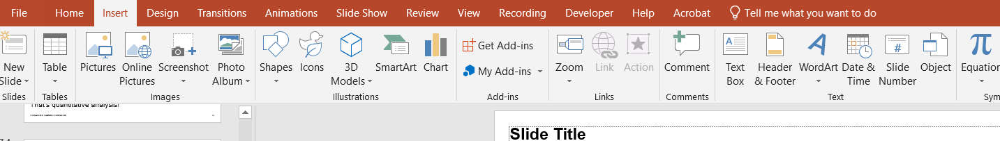 File Home Insert Design Transitions Animations Slide Show Review View Recording Developer Help Acrobat Tell me what you want to do
New Slide
Table
Pictures
Online Pictures
Screenshot
Photo Album
Shapes
Icons
3D Models
SmartArt
Chart
Get Add-ins
My Add-ins
Zoom
Link
Action
Comment
Text Box
Header & Footer
WordArt
Date & Time
Slide Number
Object
Equation
Slides Tables Images Illustrations Add-ins Links Comments Text Sym
That's quantitative analysis!
Slide Title